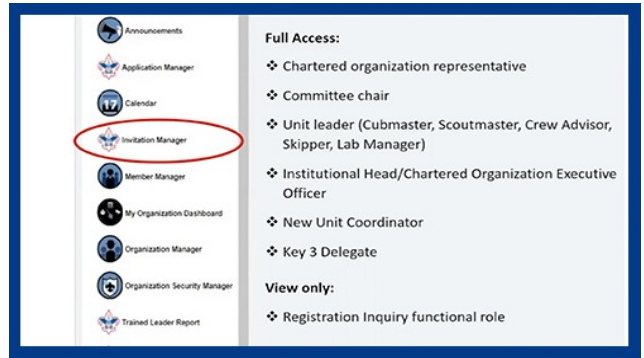 Announcements
Application Manager
17
Calendar
Invitation Manager
Member Manager
My Organization Dashboard
Organization Manager
Organization Security Manager
Trained Leader Report
Full Access:
❖ Chartered organization representative
❖ Committee chair
❖ Unit leader (Cubmaster, Scoutmaster, Crew Advisor,
Skipper, Lab Manager)
❖ Institutional Head/Chartered Organization Executive
Officer
❖ New Unit Coordinator
❖ Key 3 Delegate
View only:
❖ Registration Inquiry functional role